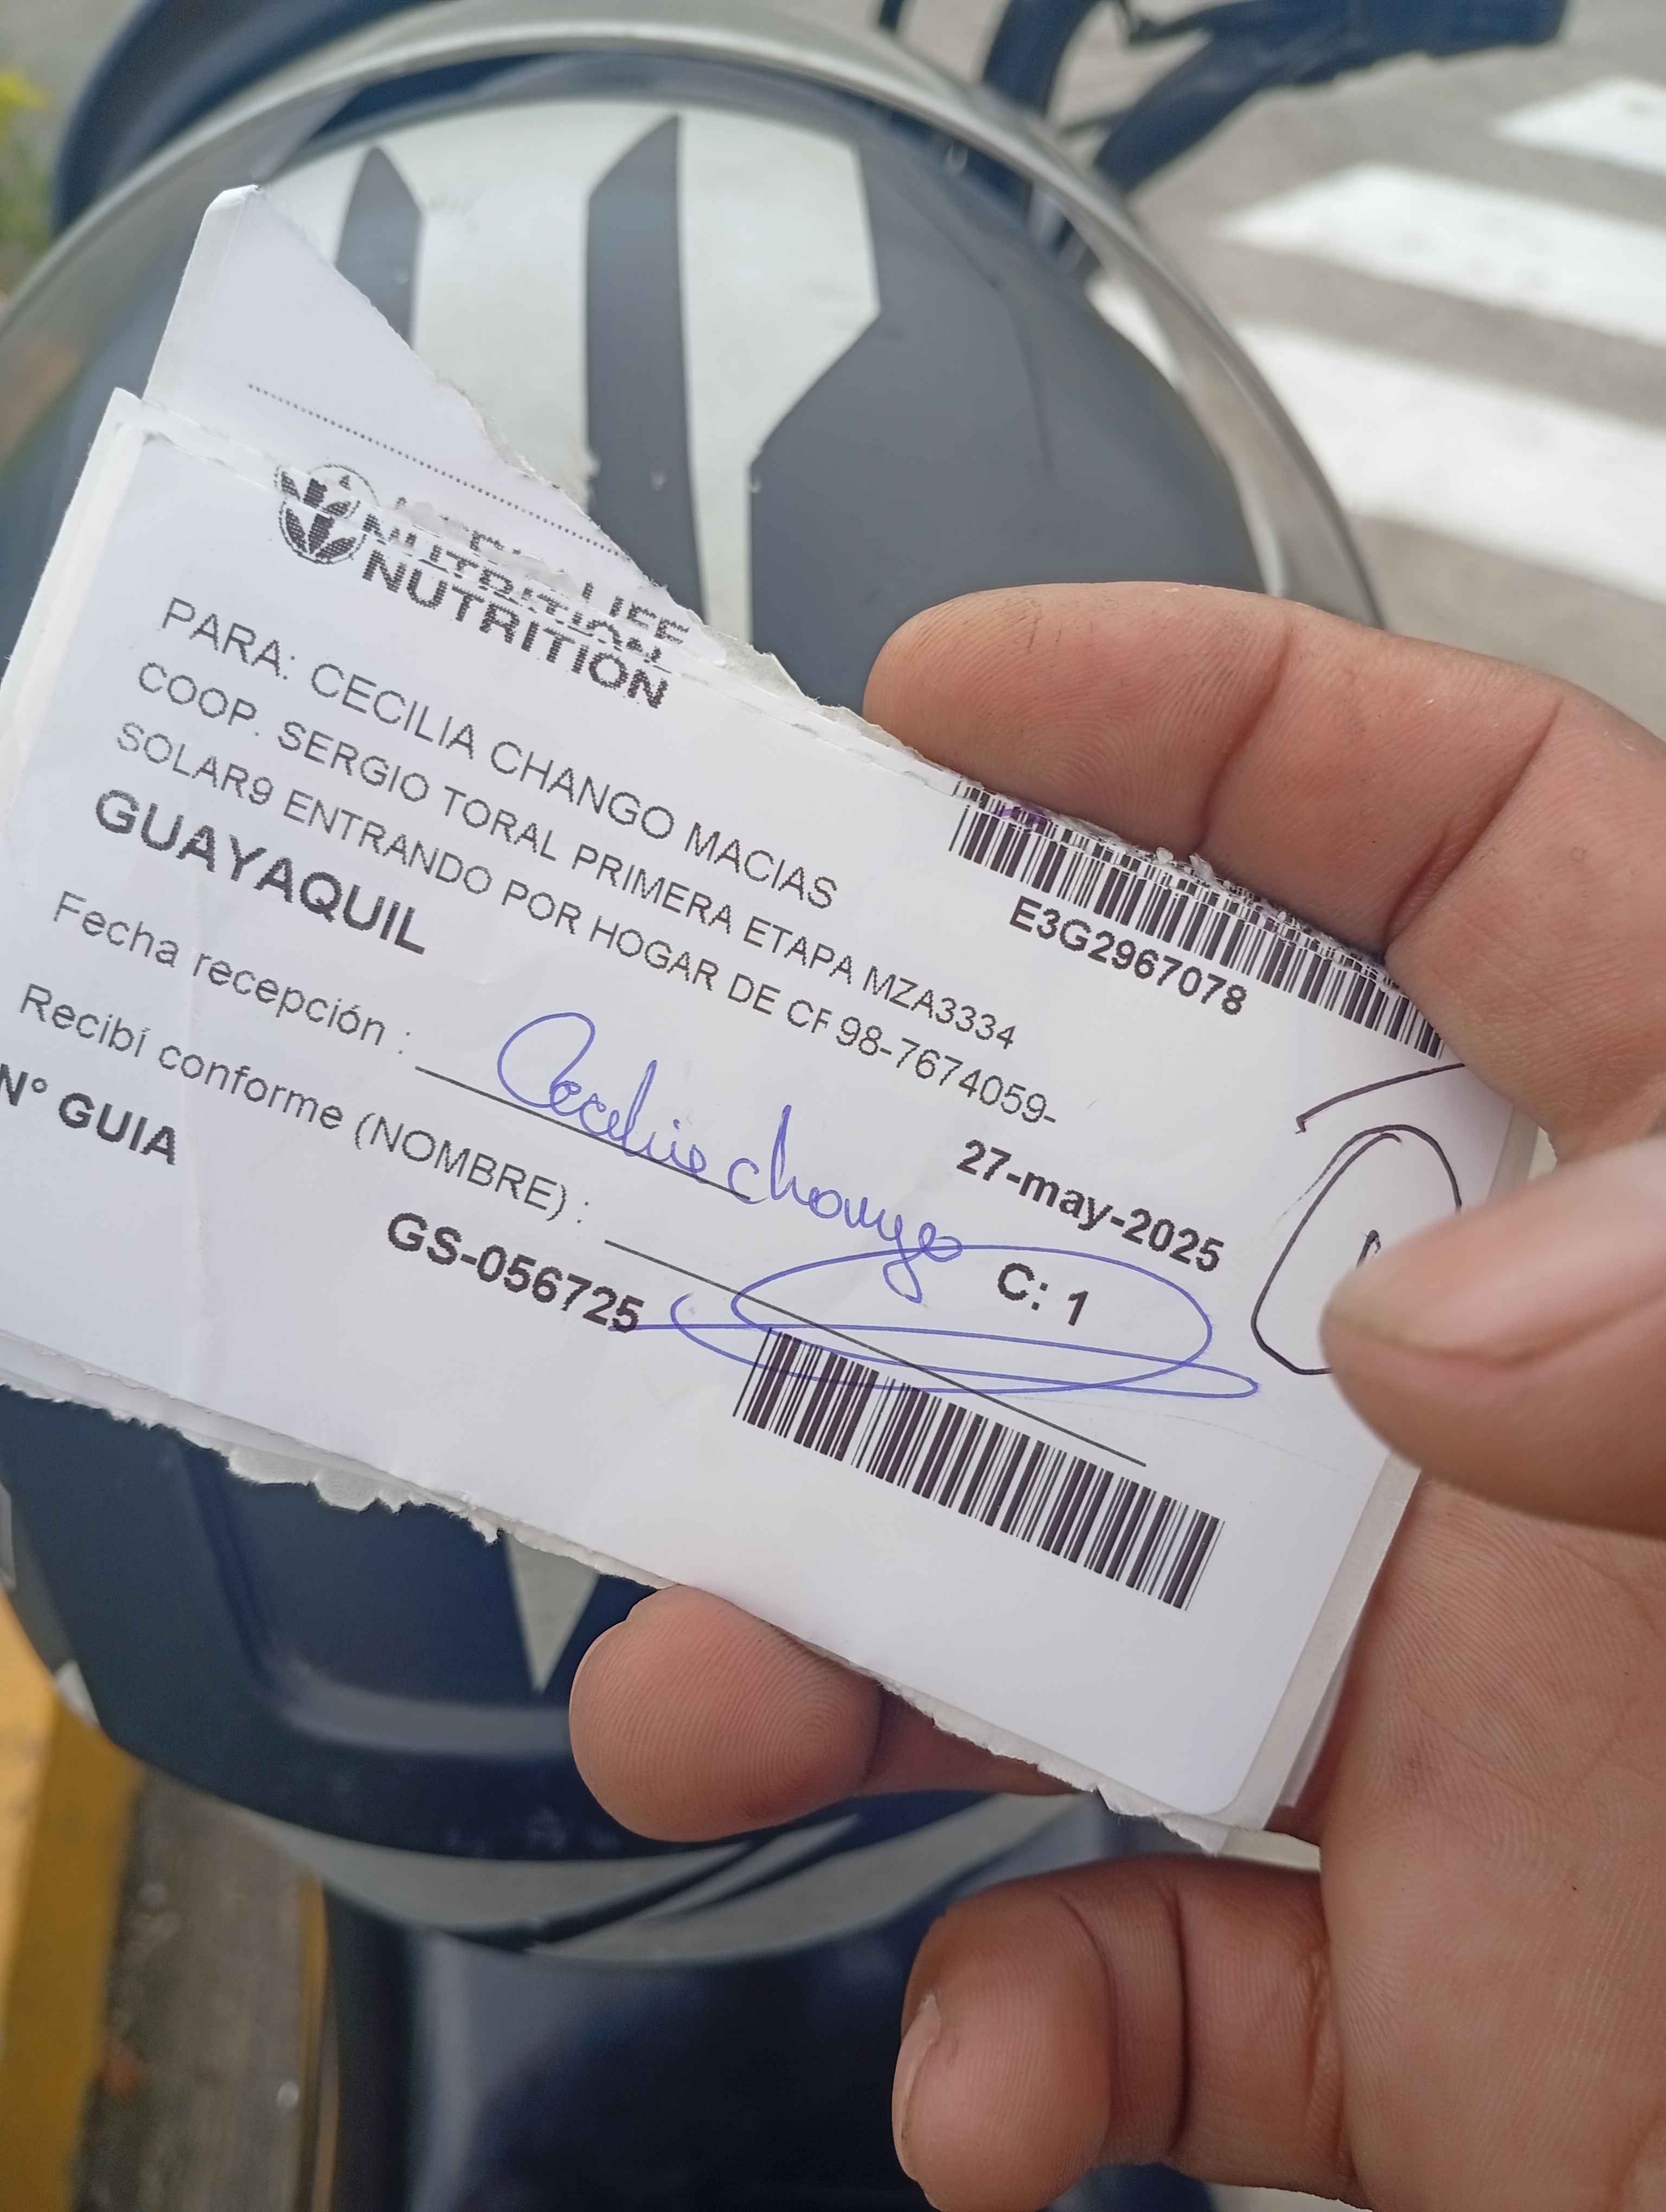 NUTRITION
NUTRITION
PARA: CECILIA CHANGO MACIAS
COOP. SERGIO TORAL PRIMERA ETAPA MZA3334
SOLAR9 ENTRANDO POR HOGAR DE CF 98-7674059-
GUAYAQUIL
E3G2967078
Fecha recepción :
27-may-2025
Cecilia Chango
Recibí conforme (NOMBRE) :
C: 1
N° GUIA
GS-056725